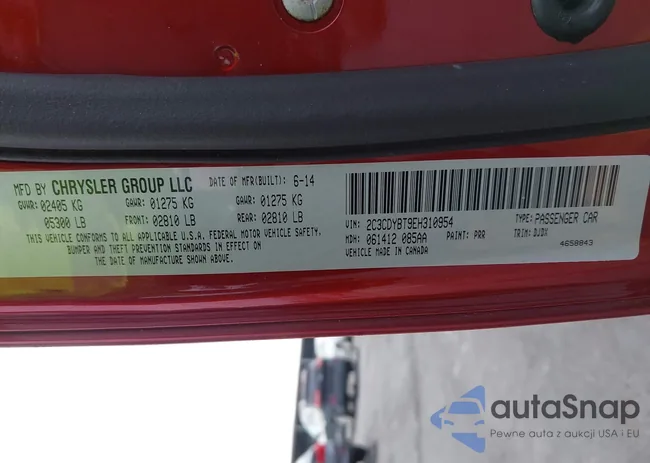 MFD BY CHRYSLER GROUP LLC DATE OF MFR(BUILT): 6-14
GVWR: 02405 KG GAWR: 01275 KG GAWR: 01275 KG
05300 LB FRONT: 02810 LB REAR: 02810 LB
THIS VEHICLE CONFORMS TO ALL APPLICABLE U.S.A. FEDERAL MOTOR VEHICLE SAFETY,
BUMPER AND THEFT PREVENTION STANDARDS IN EFFECT ON
THE DATE OF MANUFACTURE SHOWN ABOVE.
VIN: 2C3CDYBT9EH310954 TYPE: PASSENGER CAR
MDH: 061412 085AA PAINT: PRR TRIM: DJDX
VEHICLE MADE IN CANADA 4658843
autaSnap
Pewne auta z aukcji USA i EU